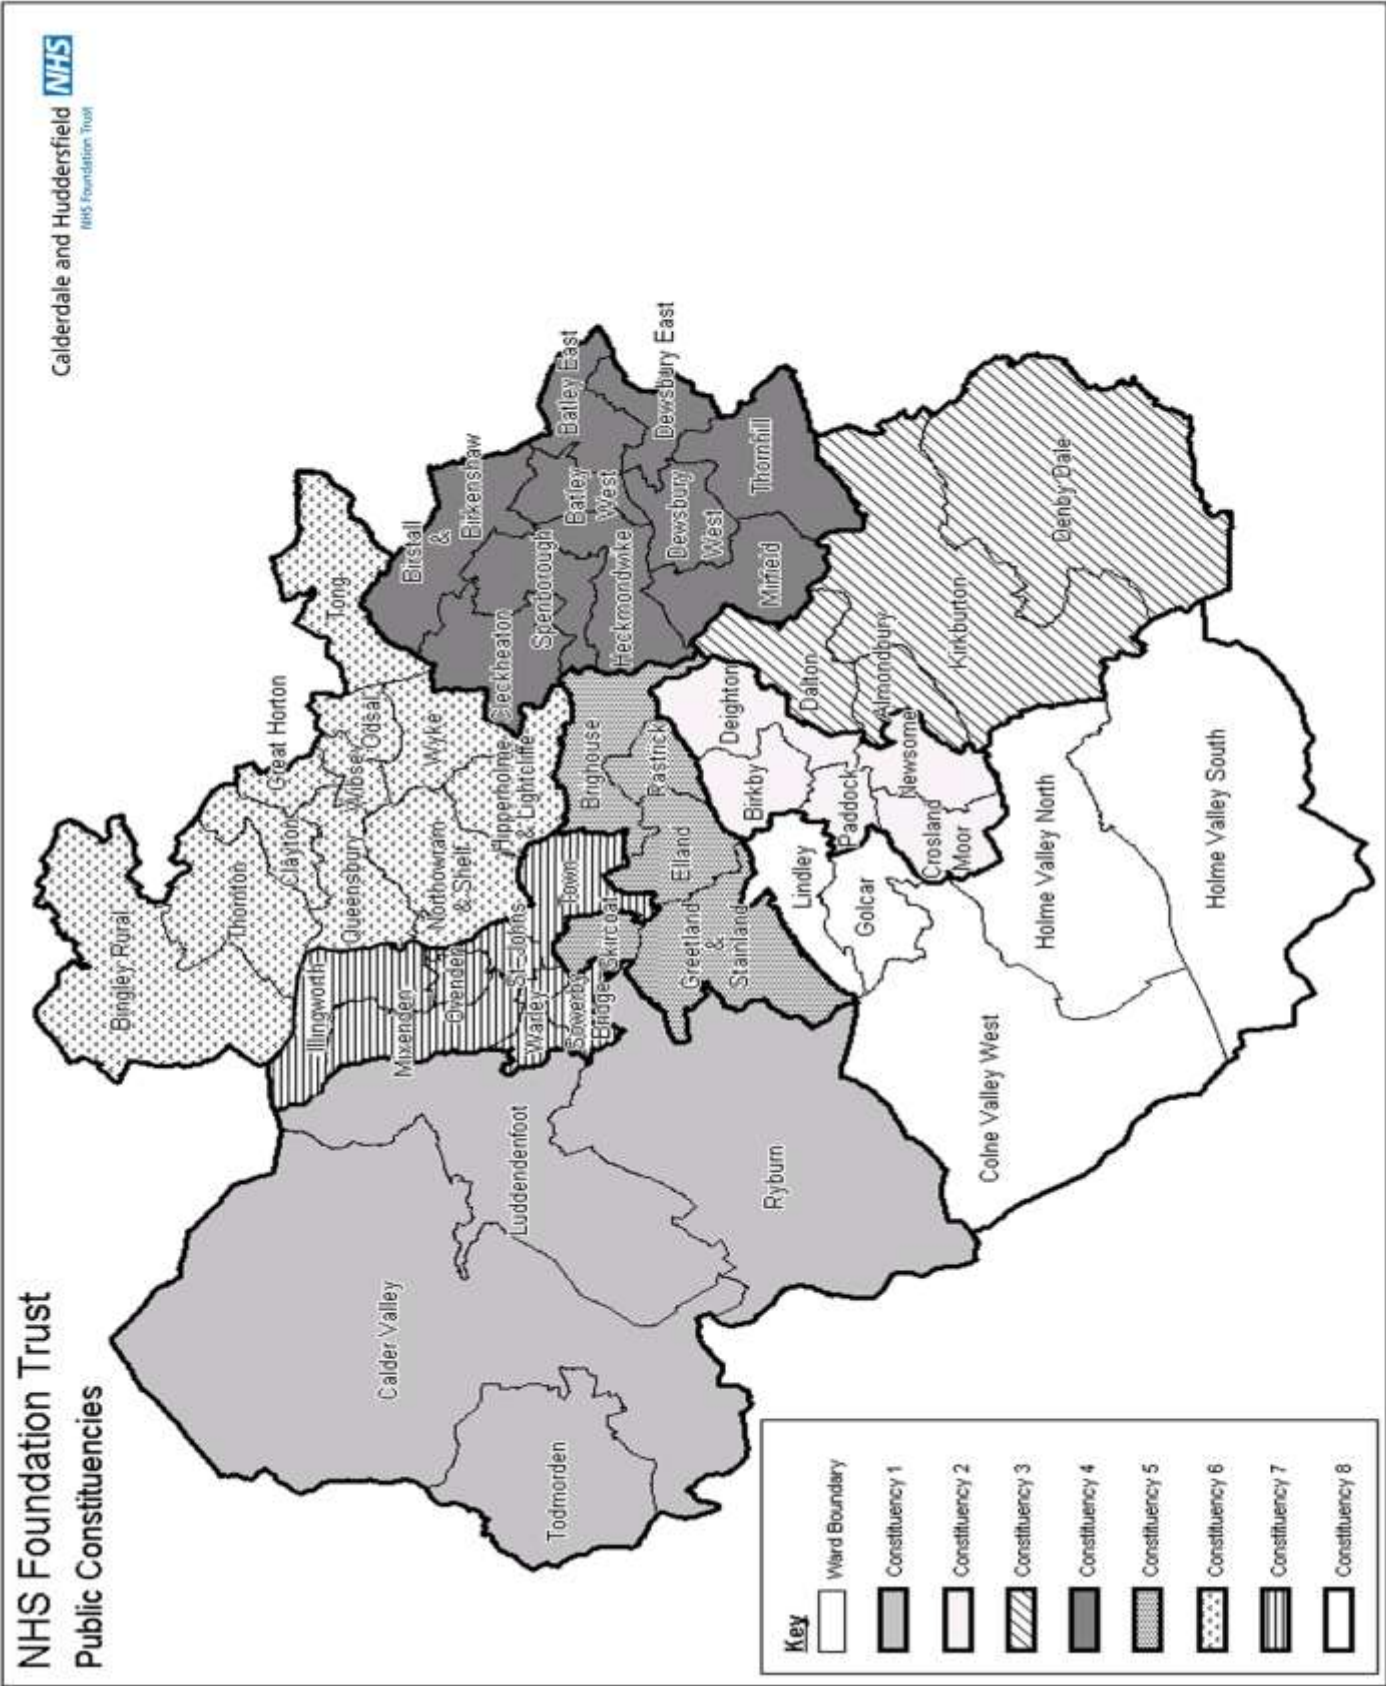 NHS Foundation Trust
Public Constituencies
Calderdale and Huddersfield NHS
NHS Foundation Trust
Bingley Rural
Thornton
Clayton
Great Horton
Queensbury
Wibsey
Odsal
Tong
Wyke
Northowram
& Shelf
Hipperholme
& Lightcliffe
Illingworth
Mixenden
Ovenden
St Johns
Warley
Town
Sowerby
Bridge
Skircoat
Birstall
&
Birkenshaw
Cleckheaton
Spenborough
Heckmondwike
Batley
West
Batley East
Dewsbury East
Dewsbury
West
Thornhill
Mirfield
Brighouse
Rastrick
Elland
Greetland
&
Stainland
Deighton
Birkby
Paddock
Newsome
Crosland
Moor
Dalton
Almondbury
Kirkburton
Denby Dale
Lindley
Golcar
Colne Valley West
Holme Valley North
Holme Valley South
Calder Valley
Luddendenfoot
Ryburn
Todmorden
Key
Ward Boundary
Constituency 1
Constituency 2
Constituency 3
Constituency 4
Constituency 5
Constituency 6
Constituency 7
Constituency 8